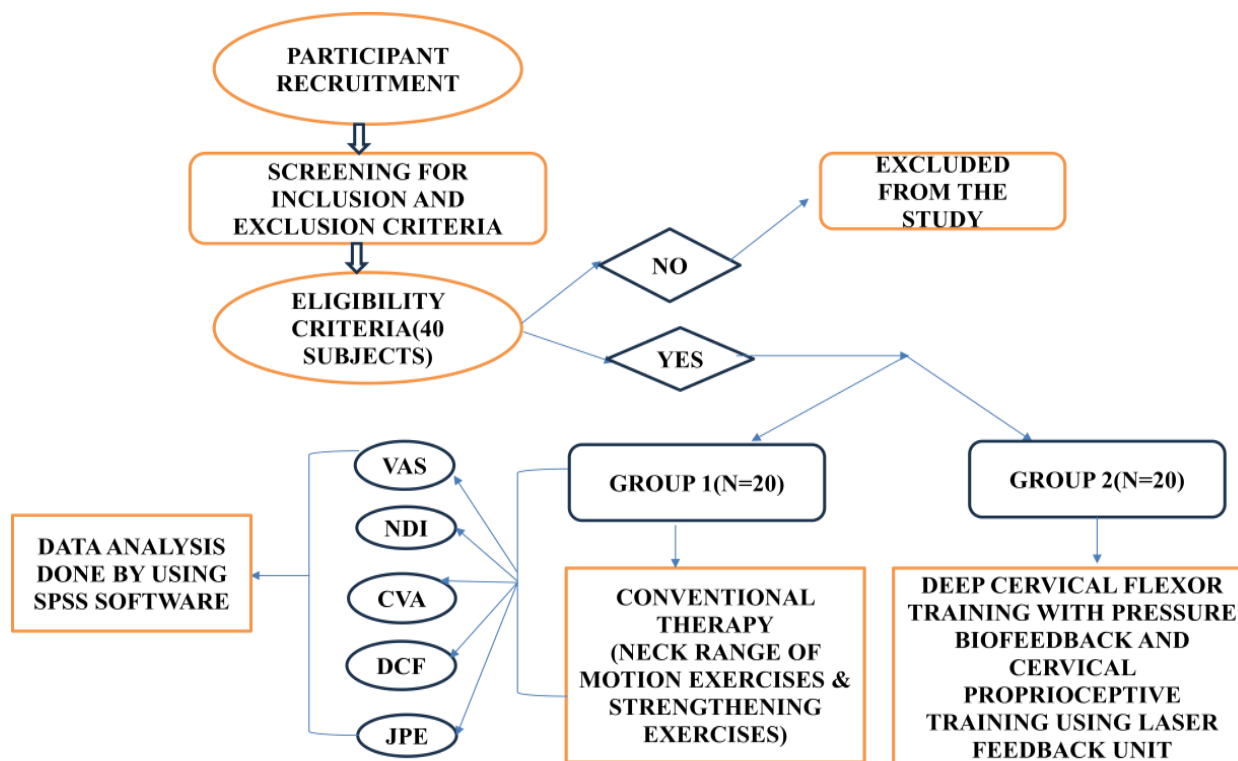 PARTICIPANT
RECRUITMENT
SCREENING FOR
INCLUSION AND
EXCLUSION CRITERIA
EXCLUDED
FROM THE
STUDY
NO
ELIGIBILITY
CRITERIA(40
SUBJECTS)
YES
VAS
NDI
CVA
DCF
JPE
GROUP 1(N=20)
GROUP 2(N=20)
DATA ANALYSIS
DONE BY USING
SPSS SOFTWARE
CONVENTIONAL
THERAPY
(NECK RANGE OF
MOTION EXERCISES &
STRENGTHENING
EXERCISES)
DEEP CERVICAL FLEXOR
TRAINING WITH PRESSURE
BIOFEEDBACK AND
CERVICAL
PROPRIOCEPTIVE
TRAINING USING LASER
FEEDBACK UNIT